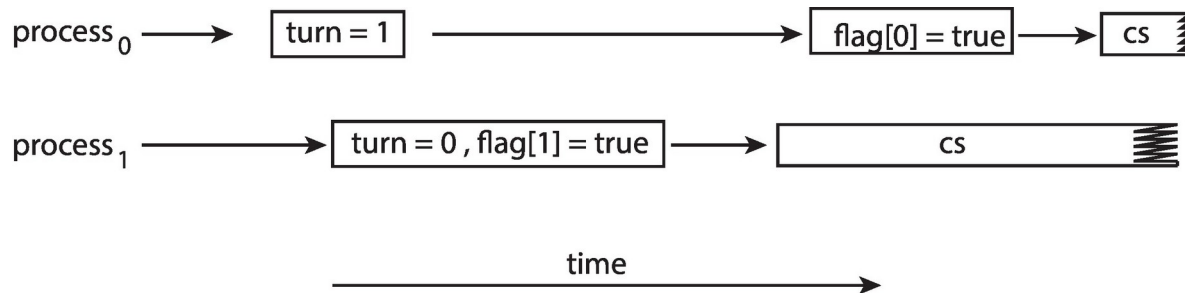 process0 turn = 1 flag[0] = true cs
process1 turn = 0 , flag[1] = true cs
time